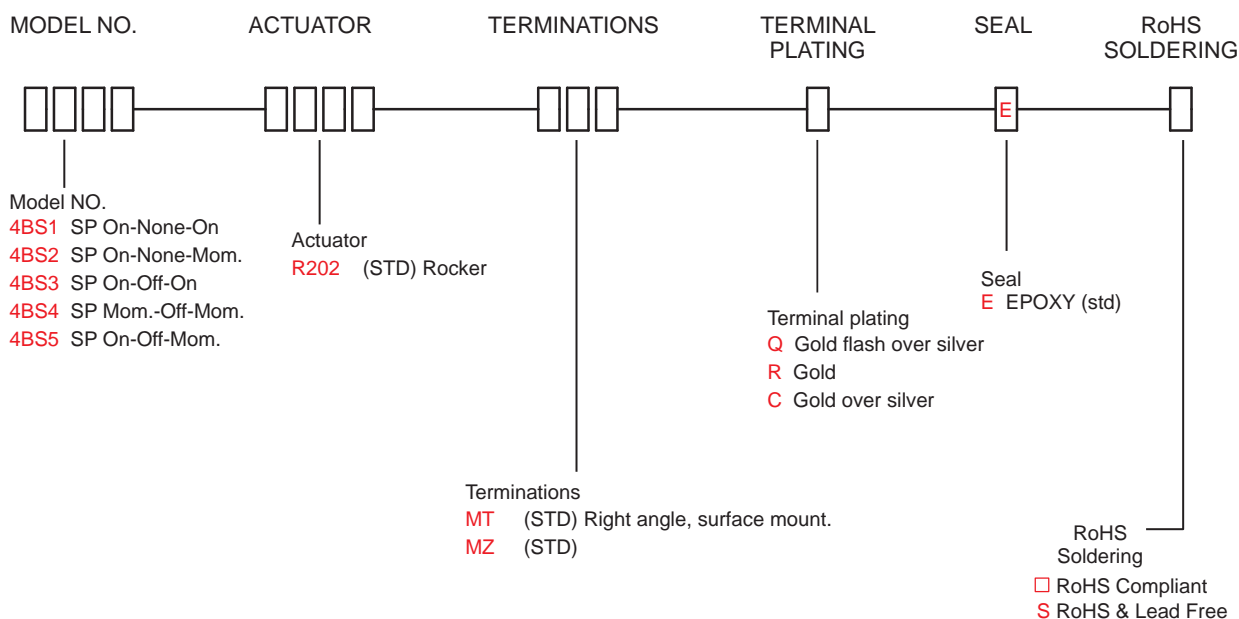 MODEL NO.
ACTUATOR
TERMINATIONS
TERMINAL
PLATING
SEAL
RoHS
SOLDERING
E
Model NO.
4BS1 SP On-None-On
4BS2 SP On-None-Mom.
4BS3 SP On-Off-On
4BS4 SP Mom.-Off-Mom.
4BS5 SP On-Off-Mom.
Actuator
R202 (STD) Rocker
Terminations
MT (STD) Right angle, surface mount.
MZ (STD)
Terminal plating
Q Gold flash over silver
R Gold
C Gold over silver
Seal
E EPOXY (std)
RoHS
Soldering
□ RoHS Compliant
S RoHS & Lead Free